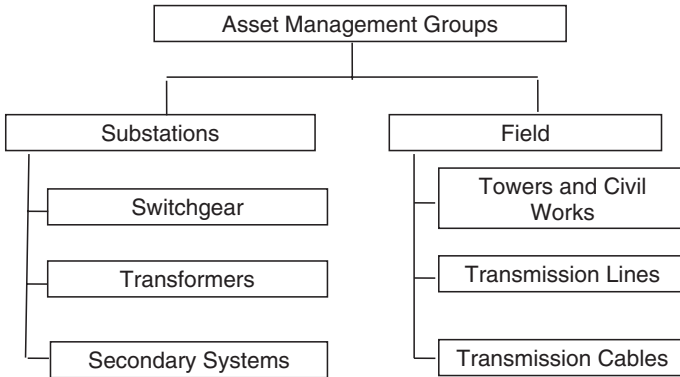 Asset Management Groups
Substations
Field
Switchgear
Transformers
Secondary Systems
Towers and Civil
Works
Transmission Lines
Transmission Cables